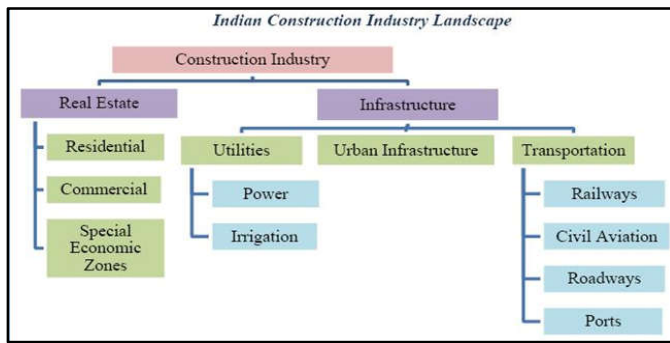 Indian Construction Industry Landscape
Construction Industry
Real Estate
Infrastructure
Residential
Utilities
Urban Infrastructure
Transportation
Commercial
Power
Railways
Special
Economic
Zones
Irrigation
Civil Aviation
Roadways
Ports